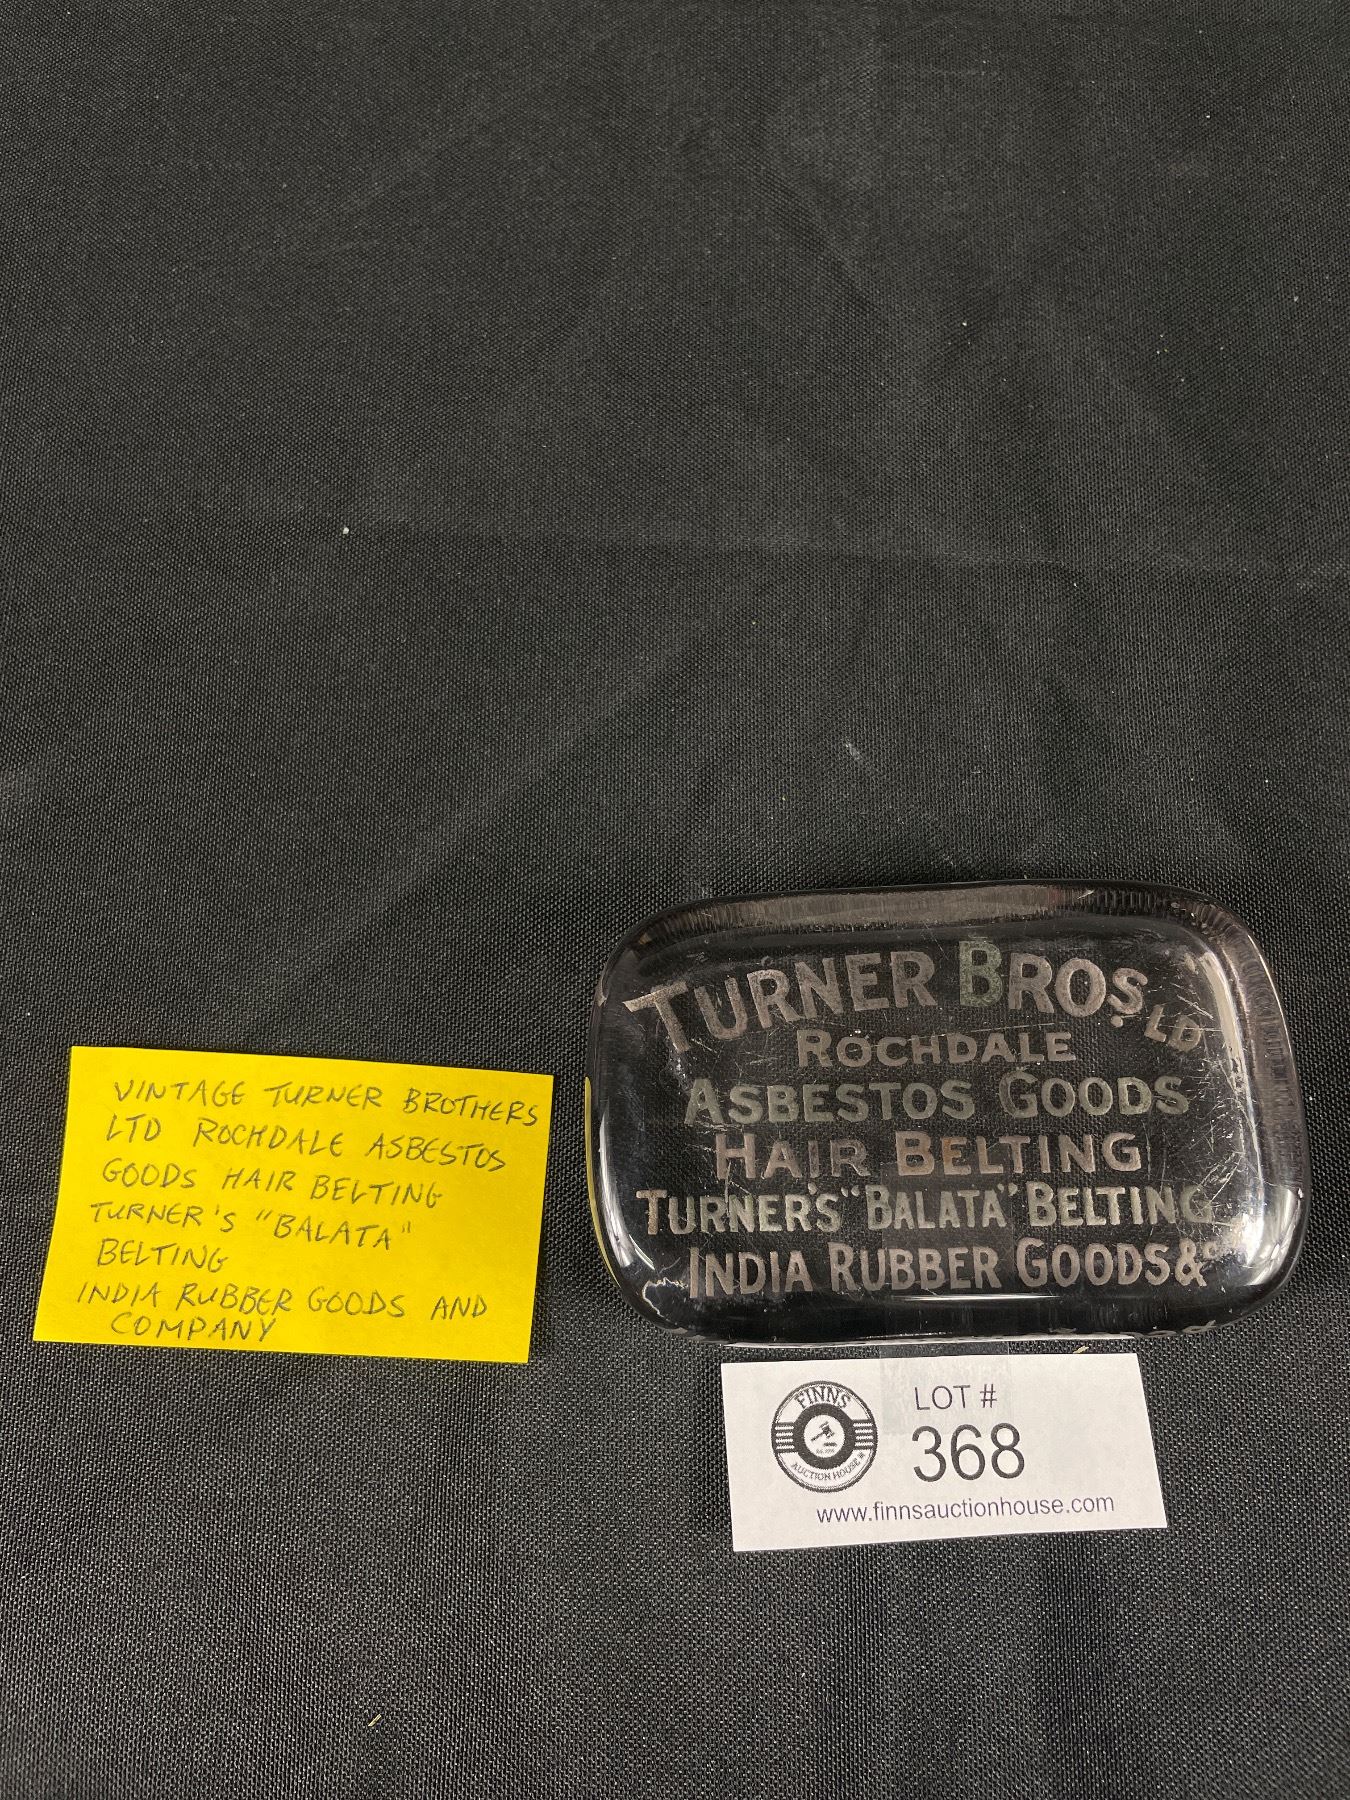 VINTAGE TURNER BROTHERS
LTD ROCHDALE ASBESTOS
GOODS HAIR BELTING
TURNER'S "BALATA"
BELTING
INDIA RUBBER GOODS AND
COMPANY
TURNER BROS. LD
ROCHDALE
ASBESTOS GOODS
HAIR BELTING
TURNER'S "BALATA" BELTING
INDIA RUBBER GOODS &c
FINNS
AUCTION HOUSE
LOT #
368
www.finnsauctionhouse.com